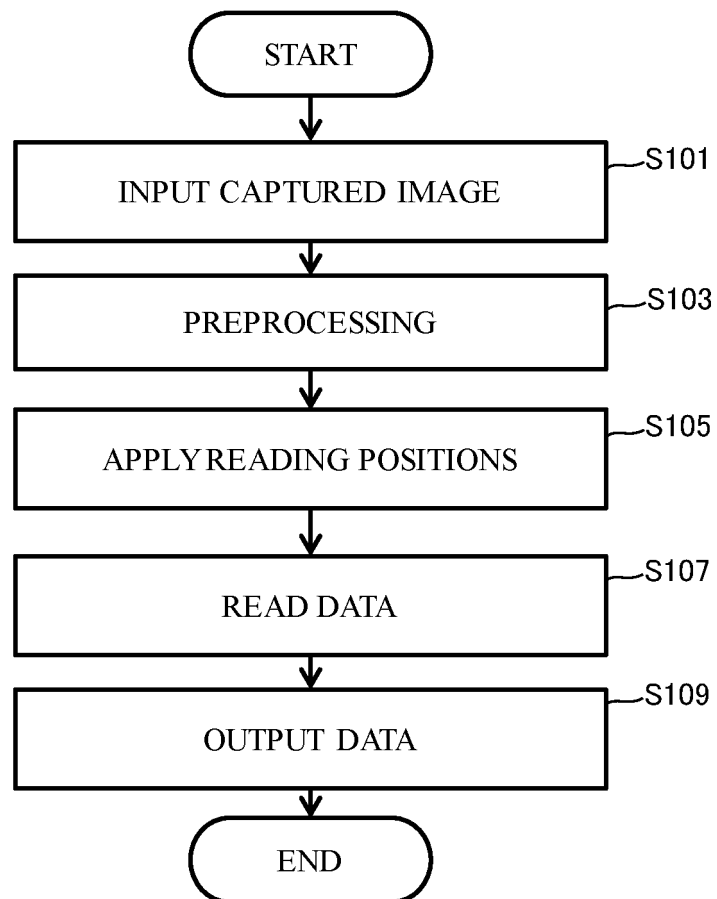 START
INPUT CAPTURED IMAGE
S101
PREPROCESSING
S103
APPLY READING POSITIONS
S105
READ DATA
S107
OUTPUT DATA
S109
END